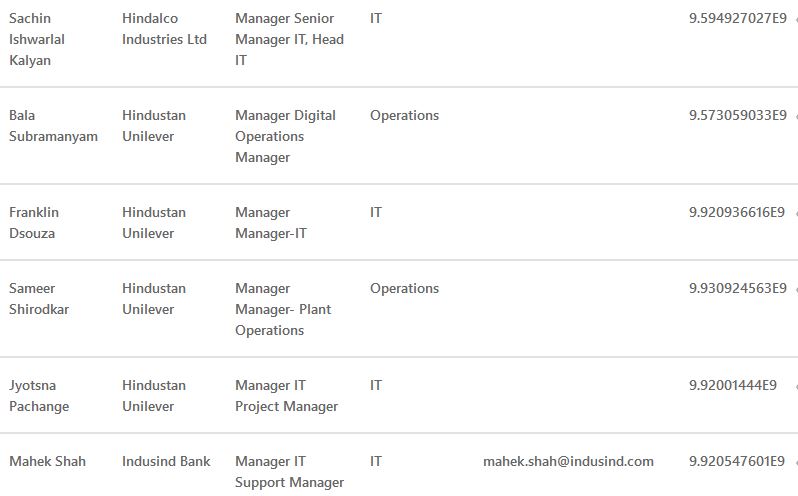 Sachin Ishwarlal Kalyan Hindalco Industries Ltd Manager Senior Manager IT, Head IT IT 9.594927027E9
Bala Subramanyam Hindustan Unilever Manager Digital Operations Manager Operations 9.573059033E9
Franklin Dsouza Hindustan Unilever Manager Manager-IT IT 9.920936616E9
Sameer Shirodkar Hindustan Unilever Manager Manager- Plant Operations Operations 9.930924563E9
Jyotsna Pachange Hindustan Unilever Manager IT Project Manager IT 9.92001444E9
Mahek Shah Indusind Bank Manager IT Support Manager IT mahek.shah@indusind.com 9.920547601E9